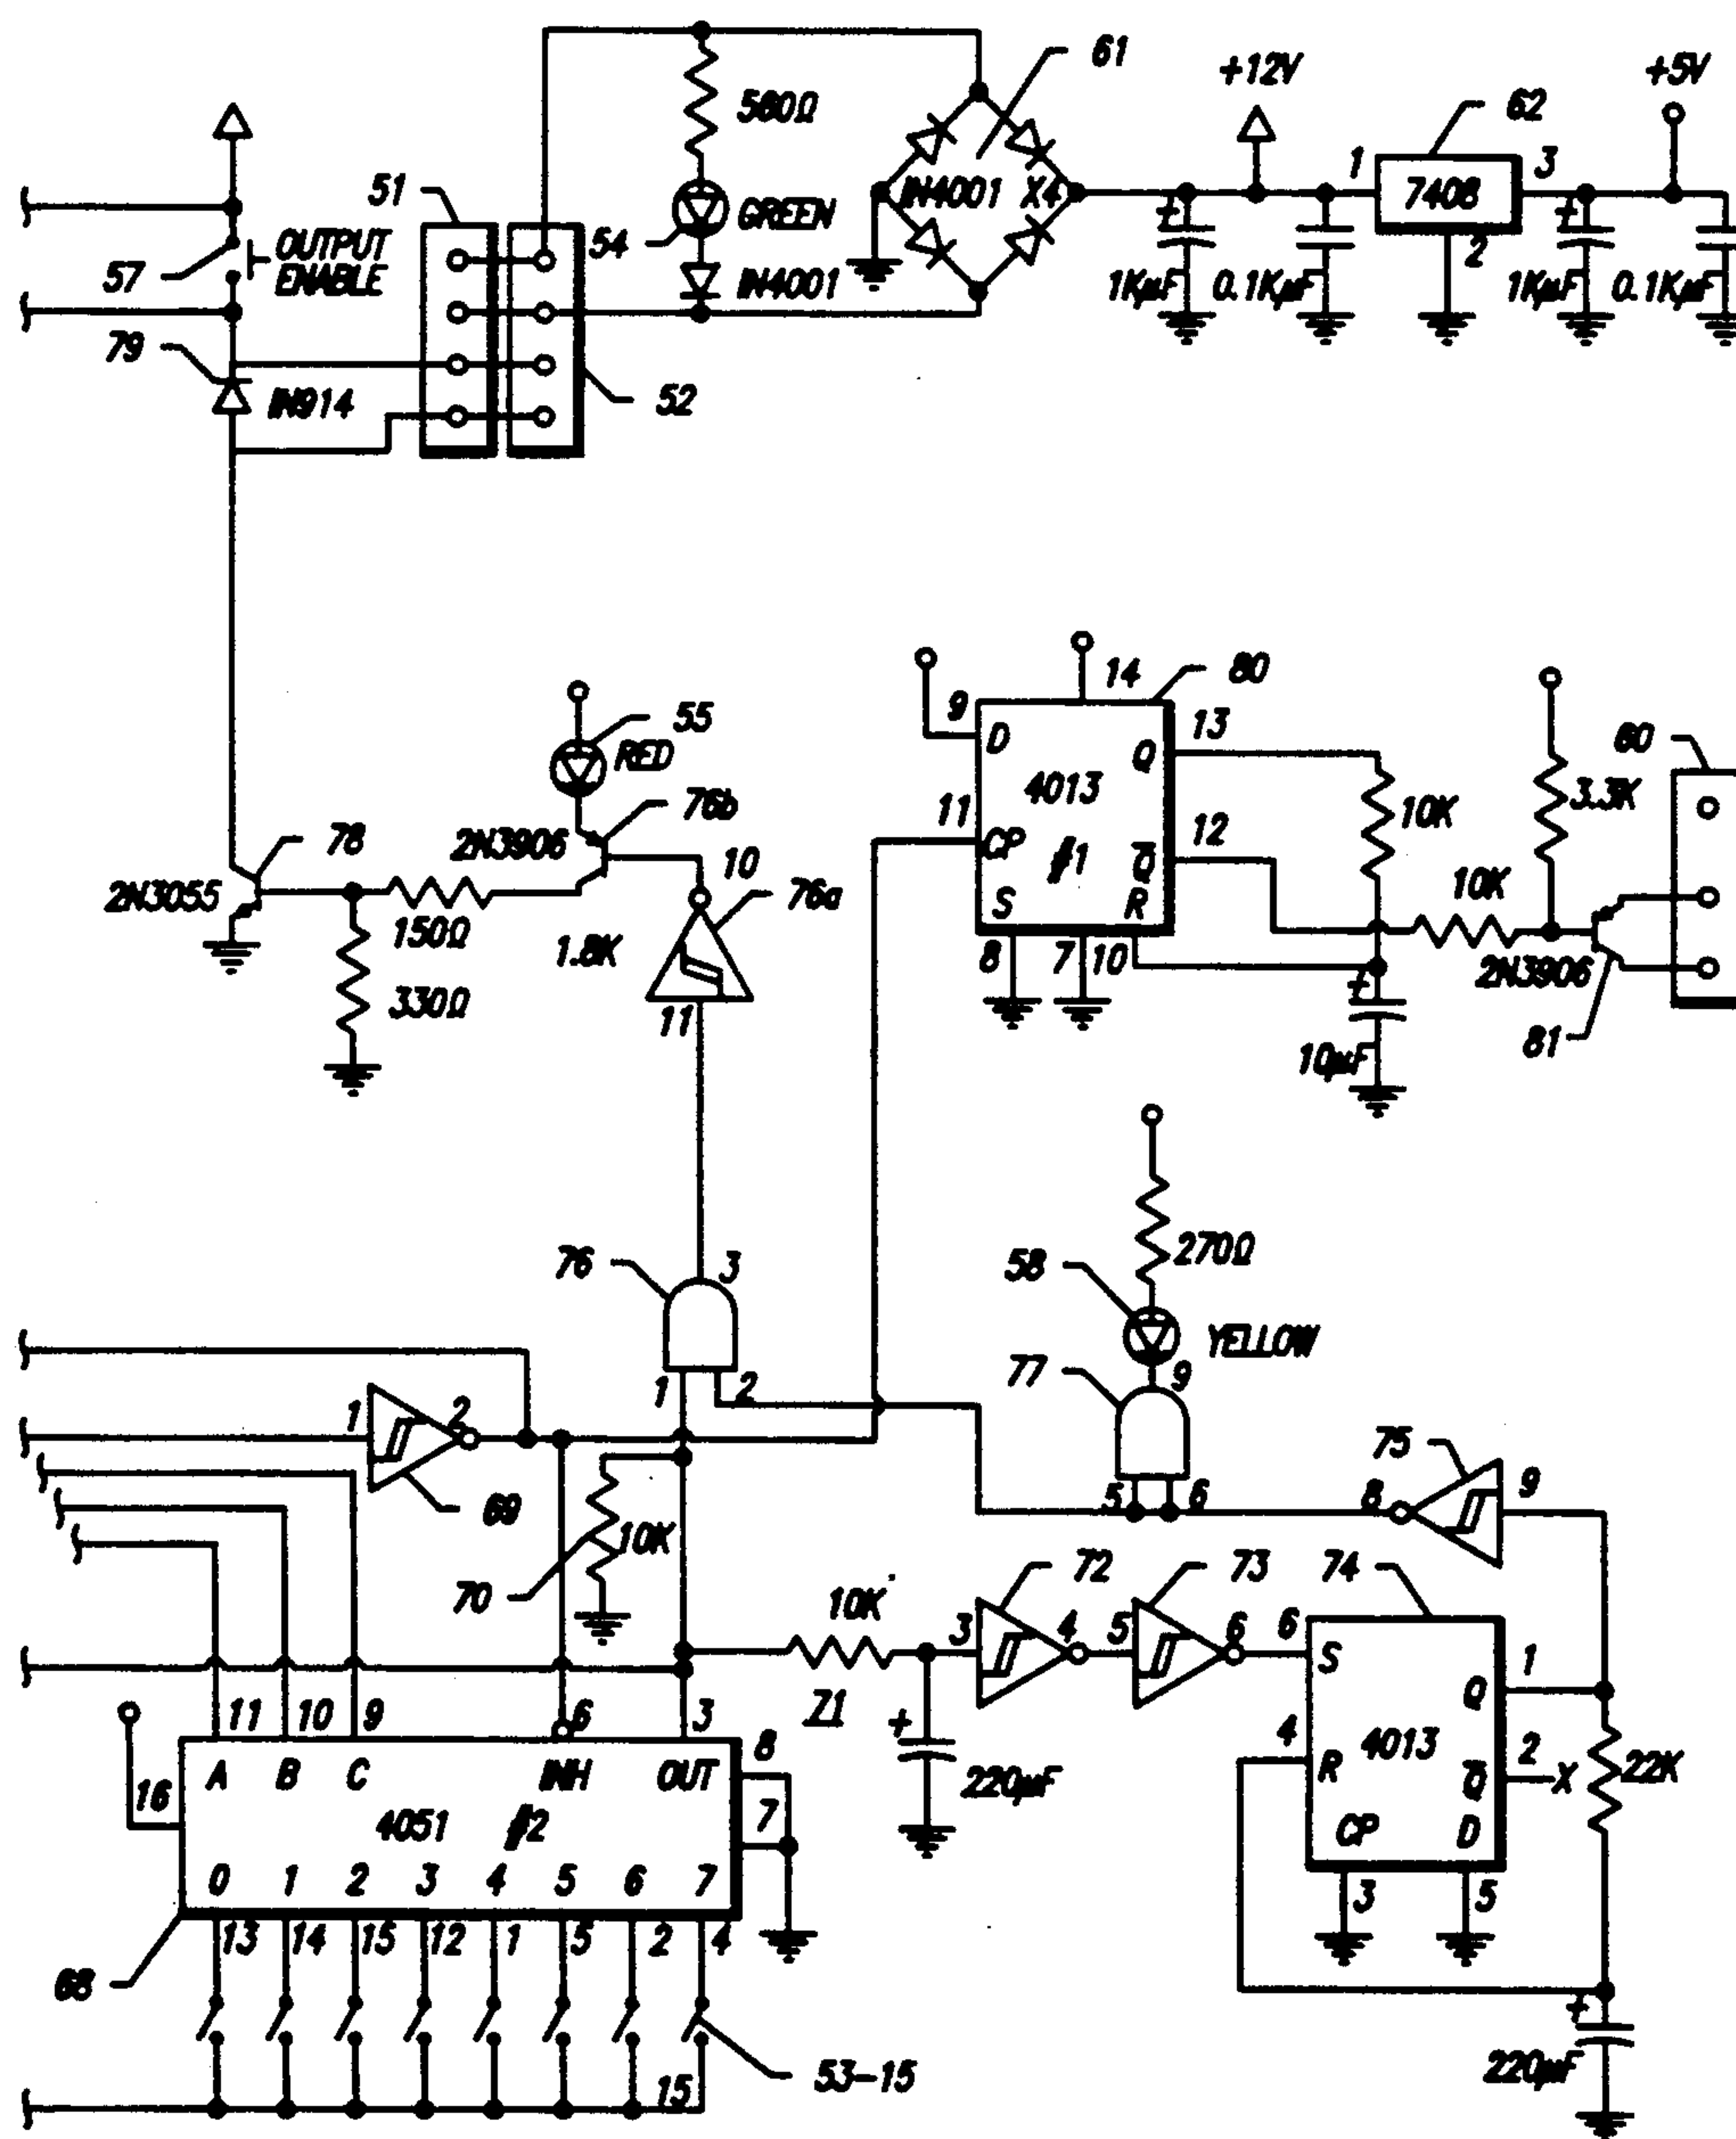 61
+12V
+5V
560Ω
62
1
3
51
IN4001 X4
7408
GREEN
54
OUTPUT
ENABLE
57
2
IN4001
1KµF
0.1KµF
1KµF
0.1KµF
79
IN914
52
14
80
9
55
13
D
RED
Q
60
4013
76b
11
12
10K
3.3K
78
2N3906
10
CP
#1
Q
2N3055
76a
10K
S
R
150Ω
1.8K
8
7
10
2N3906
330Ω
11
81
10µF
76
3
270Ω
58
YELLOW
77
9
1
2
1
2
75
5
6
8
9
69
10K
70
72
73
74
10K
3
4
5
6
6
S
1
71
Q
11
10
9
6
3
4
4013
2
8
A
B
C
INH
OUT
R
Q
X
22K
16
220µF
7
4051
#2
CP
D
0
1
2
3
4
5
6
7
3
5
13
14
15
12
1
5
2
4
68
53-15
15
220µF